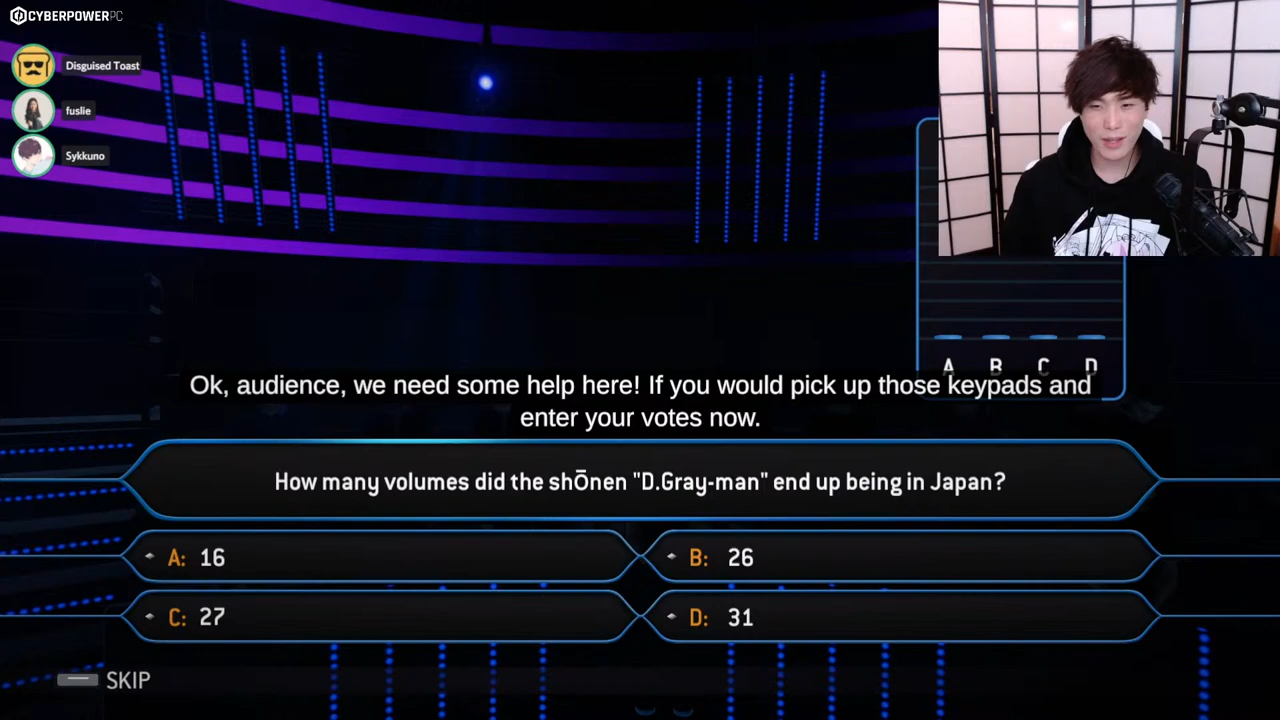 CYBERPOWERPC
Disguised Toast
fuslie
Sykkuno
A B C D
Ok, audience, we need some help here! If you would pick up those keypads and
enter your votes now.
How many volumes did the shōnen "D.Gray-man" end up being in Japan?
A: 16
B: 26
C: 27
D: 31
SKIP